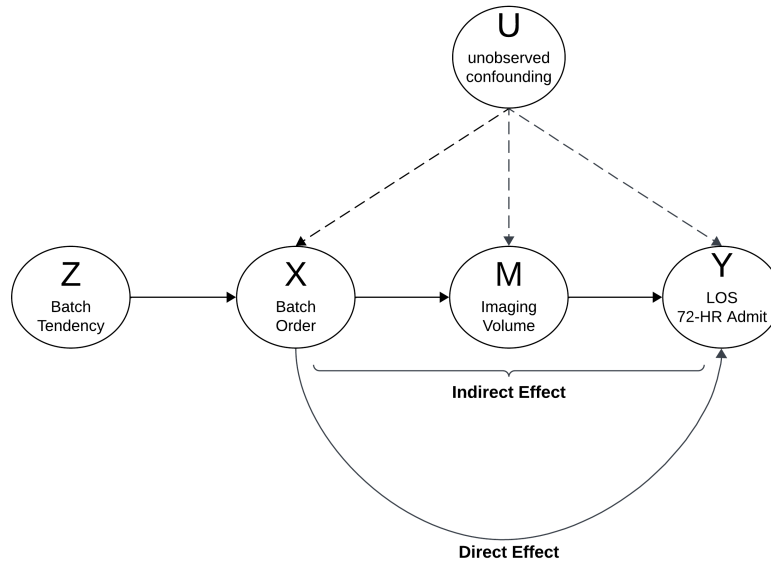 U
unobserved
confounding
Z
Batch
Tendency
X
Batch
Order
M
Imaging
Volume
Y
LOS
72-HR Admit
Indirect Effect
Direct Effect